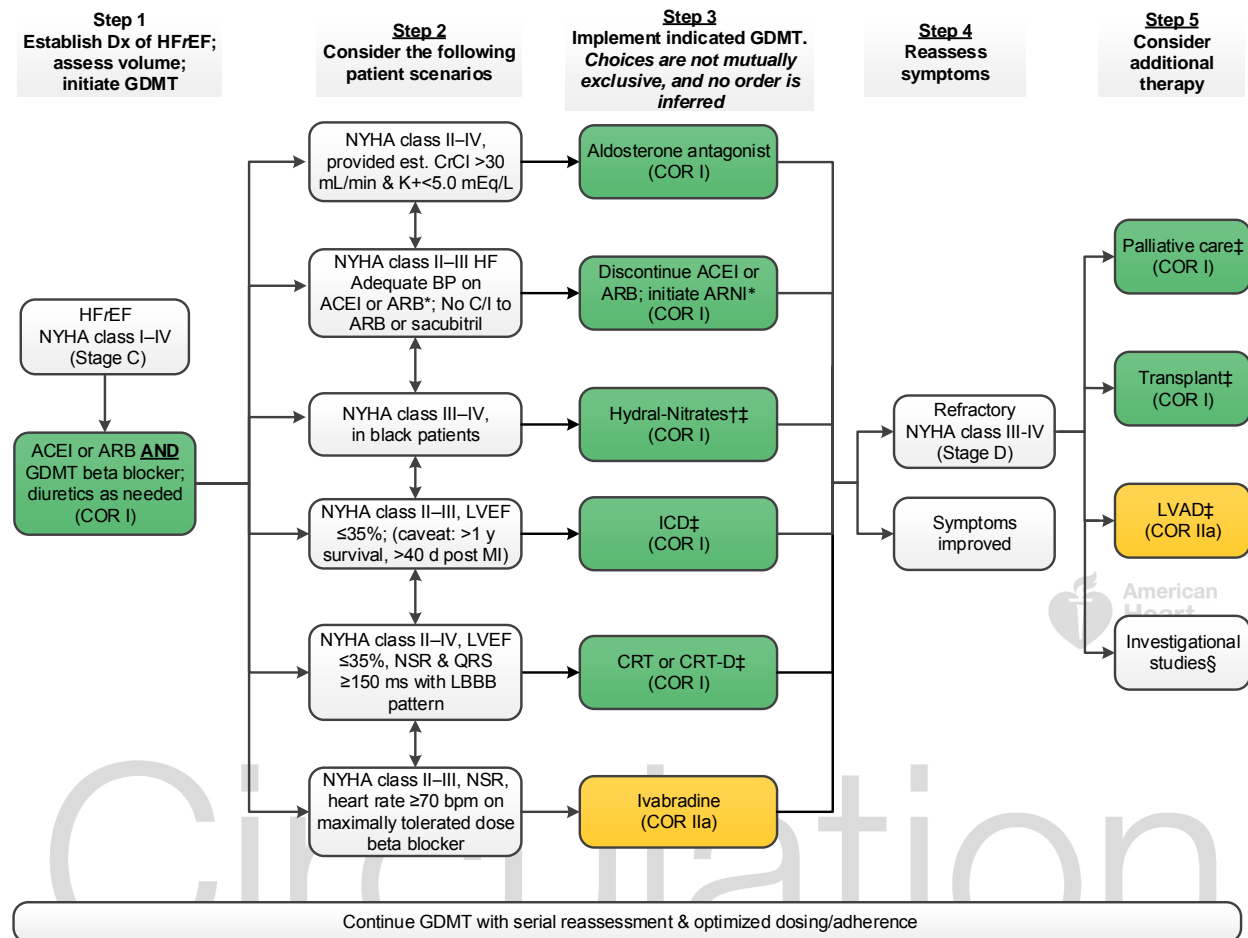 Step 1
Establish Dx of HFrEF;
assess volume;
initiate GDMT
Step 2
Consider the following
patient scenarios
Step 3
Implement indicated GDMT.
Choices are not mutually
exclusive, and no order is
inferred
Step 4
Reassess
symptoms
Step 5
Consider
additional
therapy
HFrEF
NYHA class I–IV
(Stage C)
ACEI or ARB AND
GDMT beta blocker;
diuretics as needed
(COR I)
NYHA class II–IV,
provided est. CrCl >30
mL/min & K+<5.0 mEq/L
NYHA class II–III HF
Adequate BP on
ACEI or ARB*; No C/I to
ARB or sacubitril
NYHA class III–IV,
in black patients
NYHA class II–III, LVEF
≤35%; (caveat: >1 y
survival, >40 d post MI)
NYHA class II–IV, LVEF
≤35%, NSR & QRS
≥150 ms with LBBB
pattern
NYHA class II–III, NSR,
heart rate ≥70 bpm on
maximally tolerated dose
beta blocker
Aldosterone antagonist
(COR I)
Discontinue ACEI or
ARB; initiate ARNI*
(COR I)
Hydral-Nitrates†‡
(COR I)
ICD‡
(COR I)
CRT or CRT-D‡
(COR I)
Ivabradine
(COR IIa)
Refractory
NYHA class III-IV
(Stage D)
Symptoms
improved
Palliative care‡
(COR I)
Transplant‡
(COR I)
LVAD‡
(COR IIa)
Investigational
studies§
American
Heart
Circulation
Continue GDMT with serial reassessment & optimized dosing/adherence